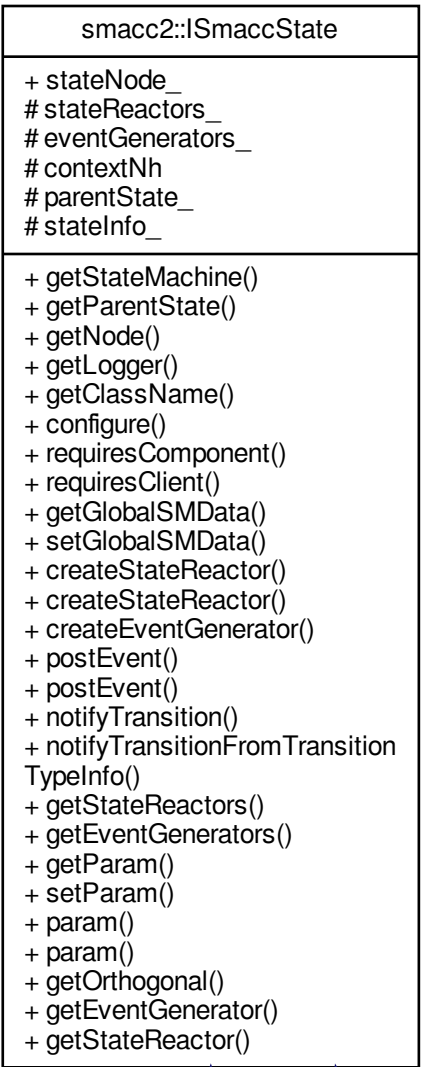 smacc2::ISmaccState
+ stateNode_
# stateReactors_
# eventGenerators_
# contextNh
# parentState_
# stateInfo_
+ getStateMachine()
+ getParentState()
+ getNode()
+ getLogger()
+ getClassName()
+ configure()
+ requiresComponent()
+ requiresClient()
+ getGlobalSMData()
+ setGlobalSMData()
+ createStateReactor()
+ createStateReactor()
+ createEventGenerator()
+ postEvent()
+ postEvent()
+ notifyTransition()
+ notifyTransitionFromTransition
TypeInfo()
+ getStateReactors()
+ getEventGenerators()
+ getParam()
+ setParam()
+ param()
+ param()
+ getOrthogonal()
+ getEventGenerator()
+ getStateReactor()